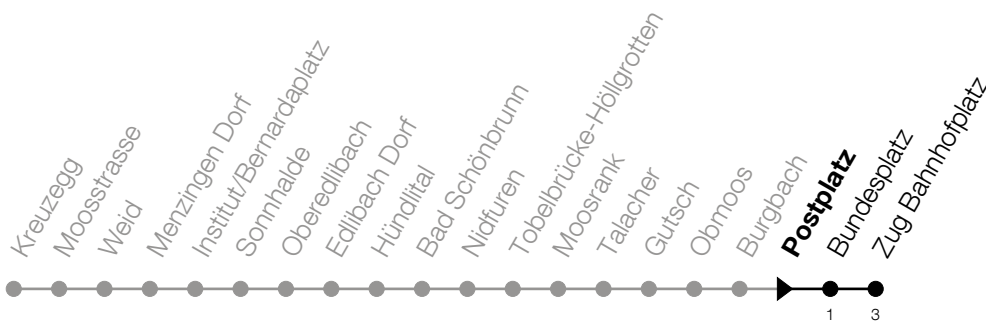 Kreuzegg
Moosstrasse
Weid
Menzingen Dorf
Institut/Bernardaplatz
Sonnhalde
Oberedlibach
Edlibach Dorf
Hündlital
Bad Schönbrunn
Nidfuren
Tobelbrücke-Höllgrotten
Moosrank
Talacher
Gutsch
Obmoos
Burgbach
Postplatz
Bundesplatz
Zug Bahnhofplatz
1
3